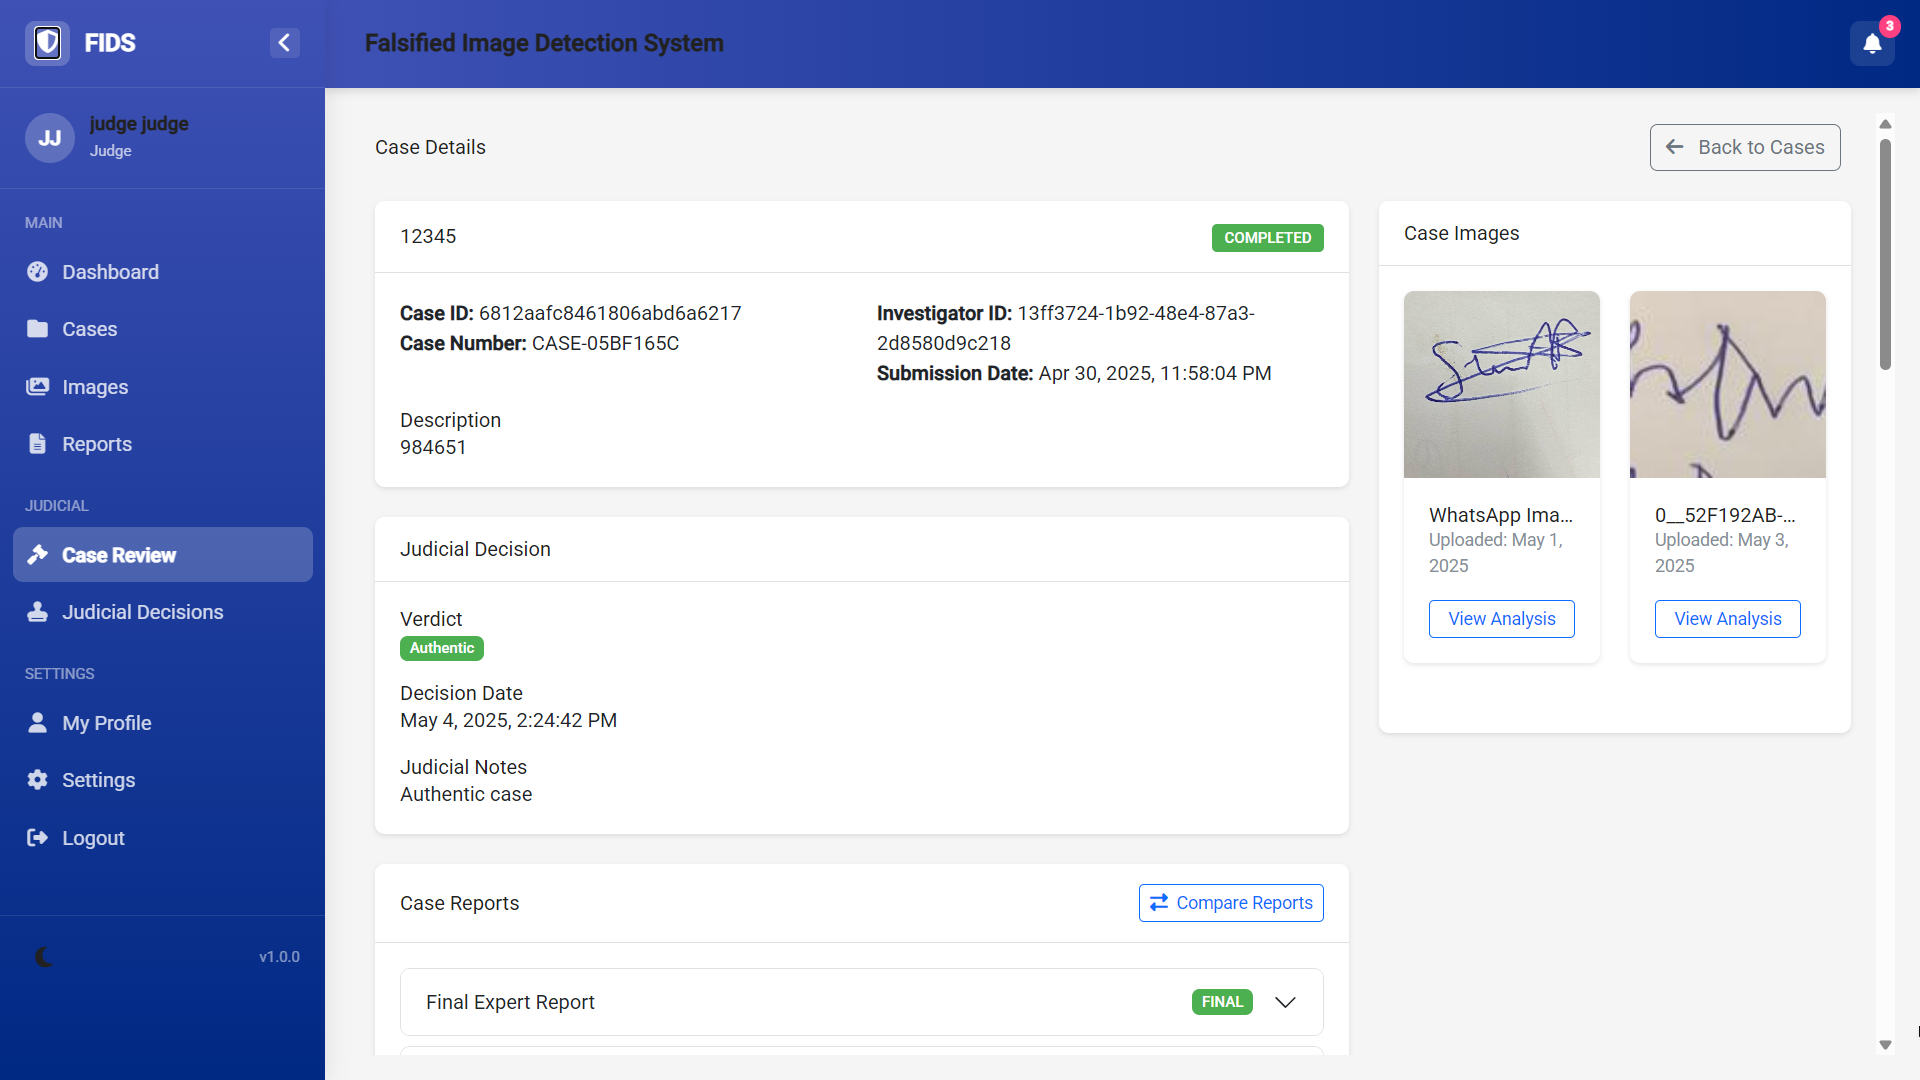 FIDS
Falsified Image Detection System
3
JJ
judge judge
Judge
MAIN
Dashboard
Cases
Images
Reports
JUDICIAL
Case Review
Judicial Decisions
SETTINGS
My Profile
Settings
Logout
v1.0.0
Case Details
Back to Cases
12345
COMPLETED
Case ID: 6812aafc8461806abd6a6217
Case Number: CASE-05BF165C
Investigator ID: 13ff3724-1b92-48e4-87a3-
2d8580d9c218
Submission Date: Apr 30, 2025, 11:58:04 PM
Description
984651
Judicial Decision
Verdict
Authentic
Decision Date
May 4, 2025, 2:24:42 PM
Judicial Notes
Authentic case
Case Reports
Compare Reports
Final Expert Report
FINAL
Case Images
WhatsApp Ima...
Uploaded: May 1,
2025
View Analysis
0__52F192AB-...
Uploaded: May 3,
2025
View Analysis